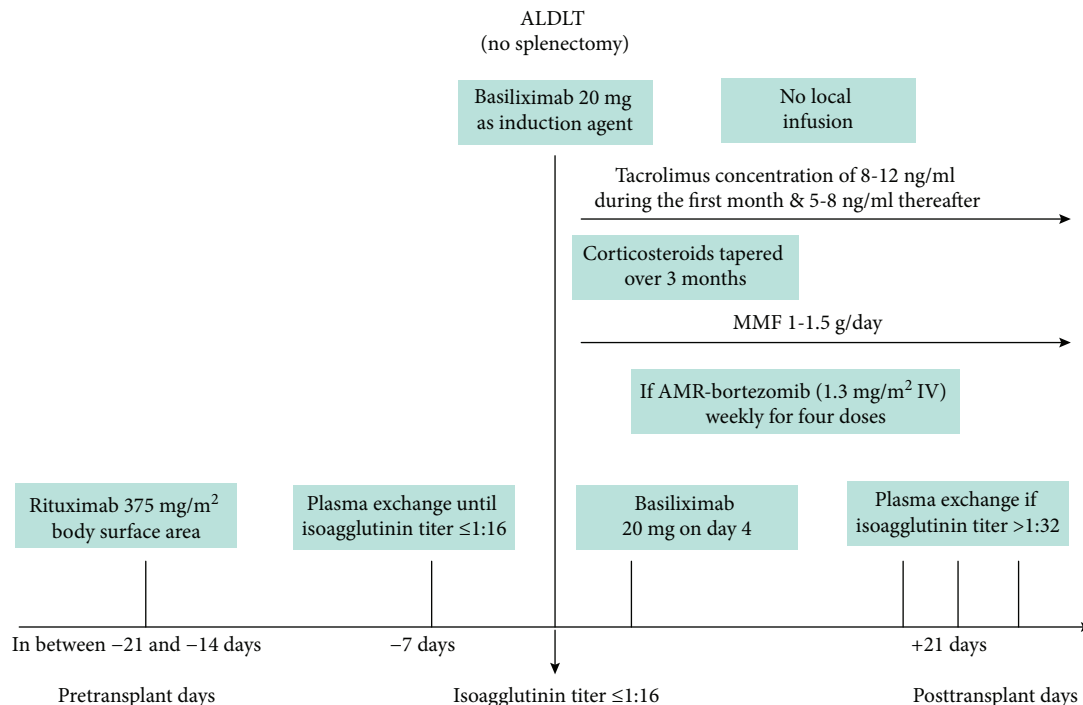 ALDLT
(no splenectomy)
Basiliximab 20 mg
as induction agent
No local
infusion
Tacrolimus concentration of 8-12 ng/ml
during the first month & 5-8 ng/ml thereafter
Corticosteroids tapered
over 3 months
MMF 1-1.5 g/day
If AMR-bortezomib (1.3 mg/m² IV)
weekly for four doses
Rituximab 375 mg/m²
body surface area
Plasma exchange until
isoagglutinin titer ≤1:16
Basiliximab
20 mg on day 4
Plasma exchange if
isoagglutinin titer >1:32
In between −21 and −14 days
−7 days
+21 days
Pretransplant days
Isoagglutinin titer ≤1:16
Posttransplant days